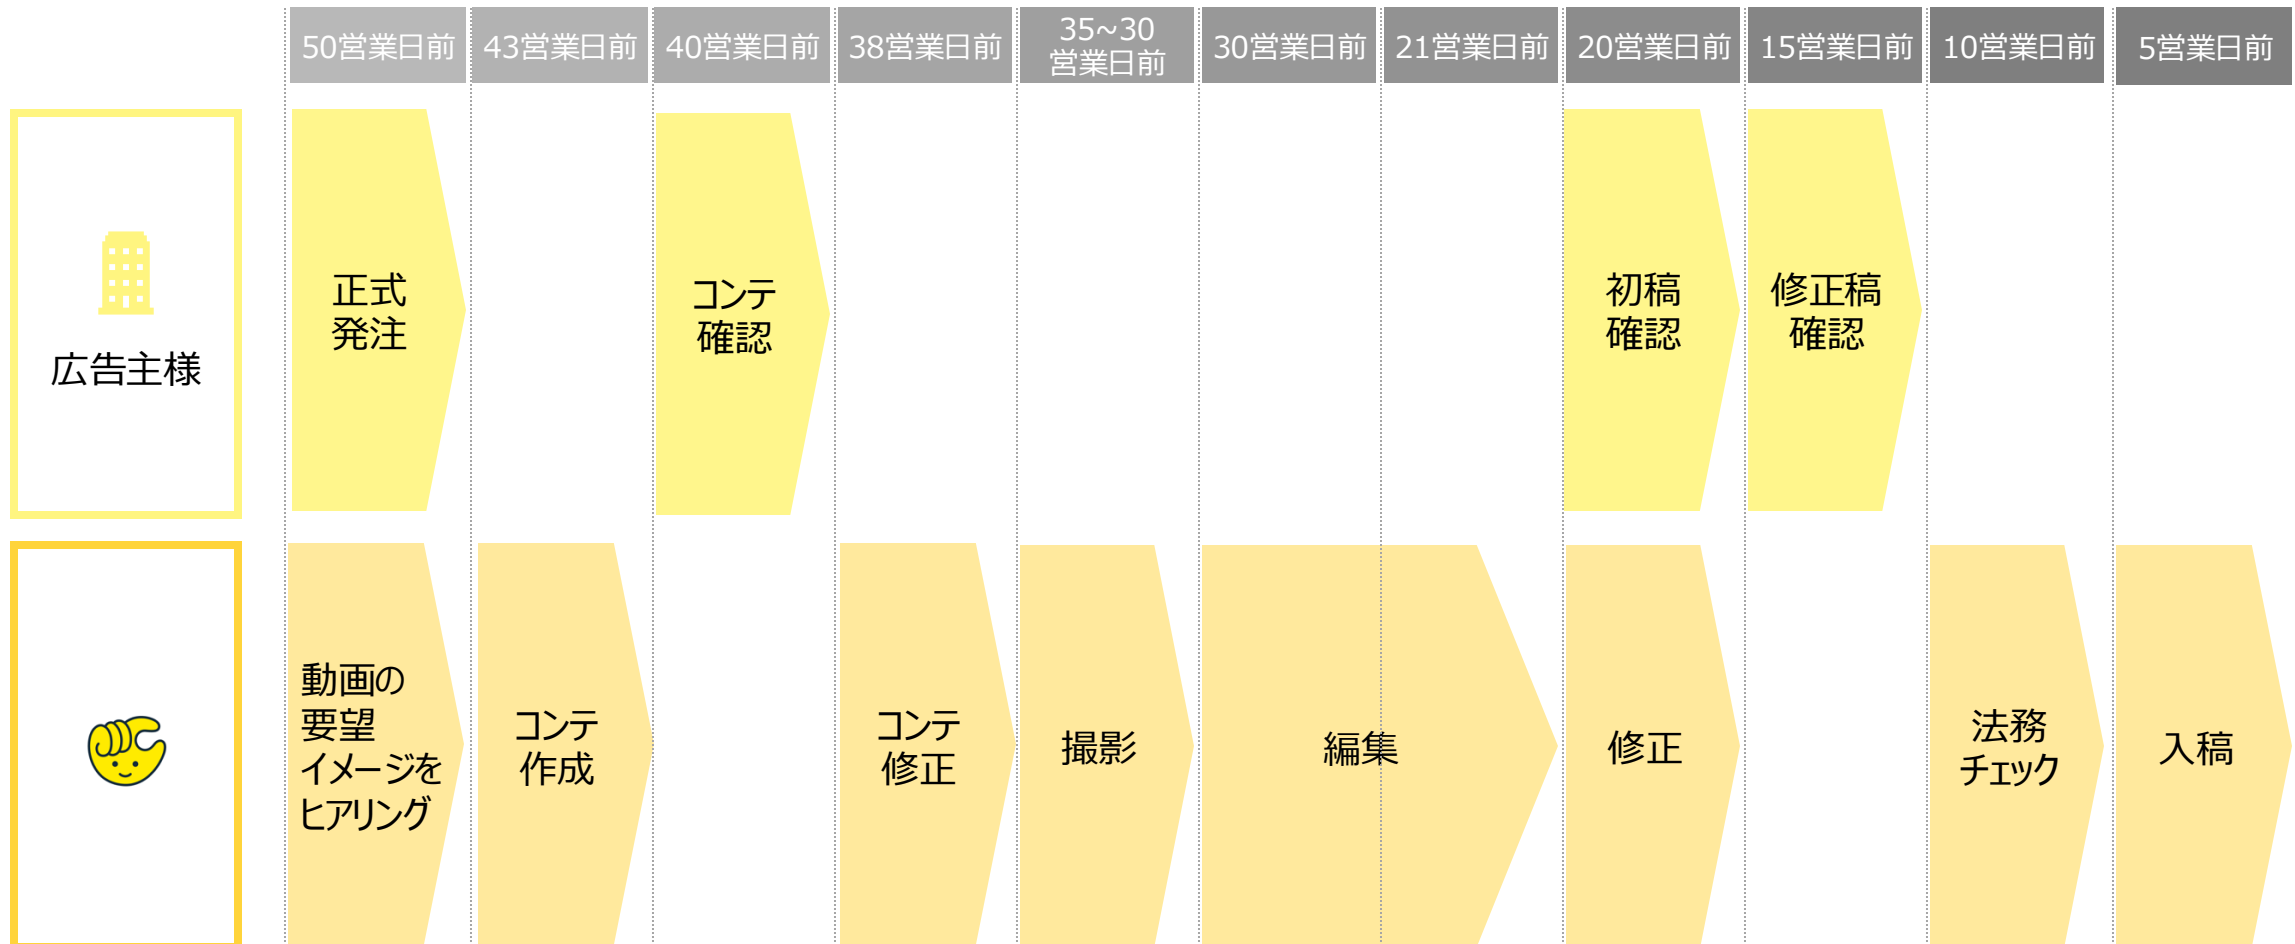 50営業日前
43営業日前
40営業日前
38営業日前
35~30
営業日前
30営業日前
21営業日前
20営業日前
15営業日前
10営業日前
5営業日前
広告主様
正式
発注
コンテ
確認
初稿
確認
修正稿
確認
動画の
要望
イメージを
ヒアリング
コンテ
作成
コンテ
修正
撮影
編集
修正
法務
チェック
入稿